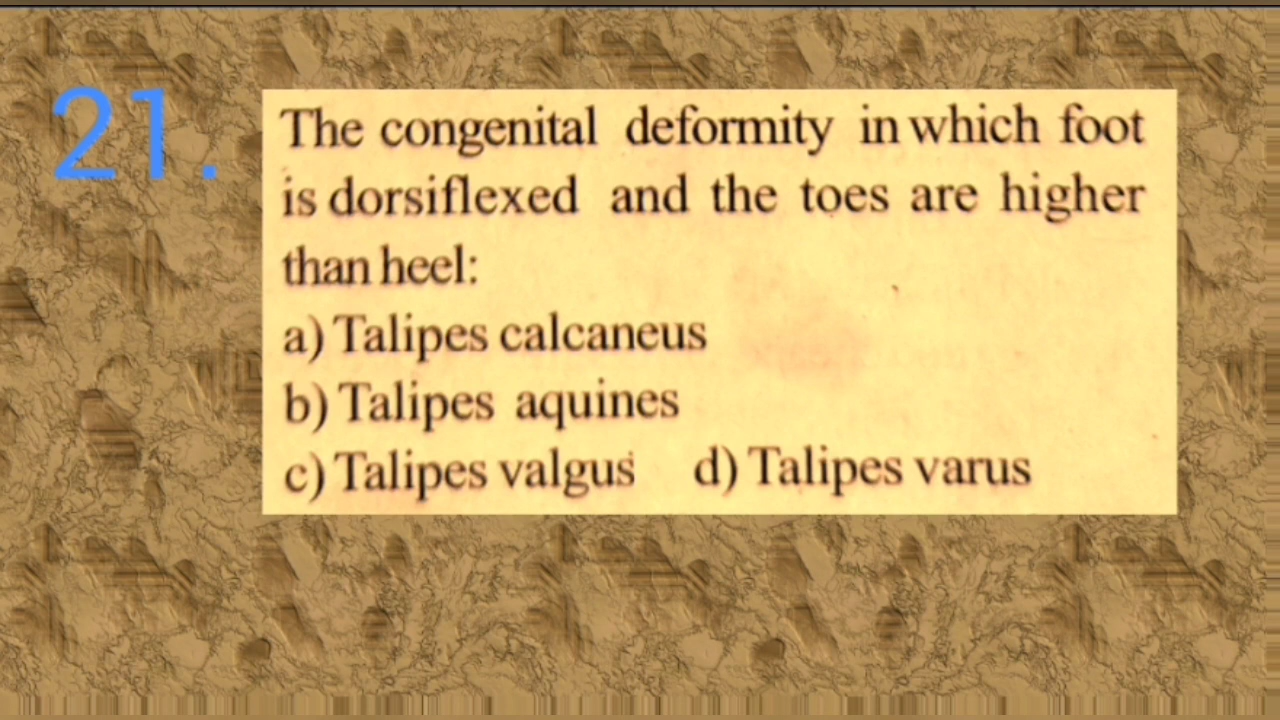 21.
The congenital deformity in which foot
is dorsiflexed and the toes are higher
than heel:
a) Talipes calcaneus
b) Talipes aquines
c) Talipes valgus d) Talipes varus